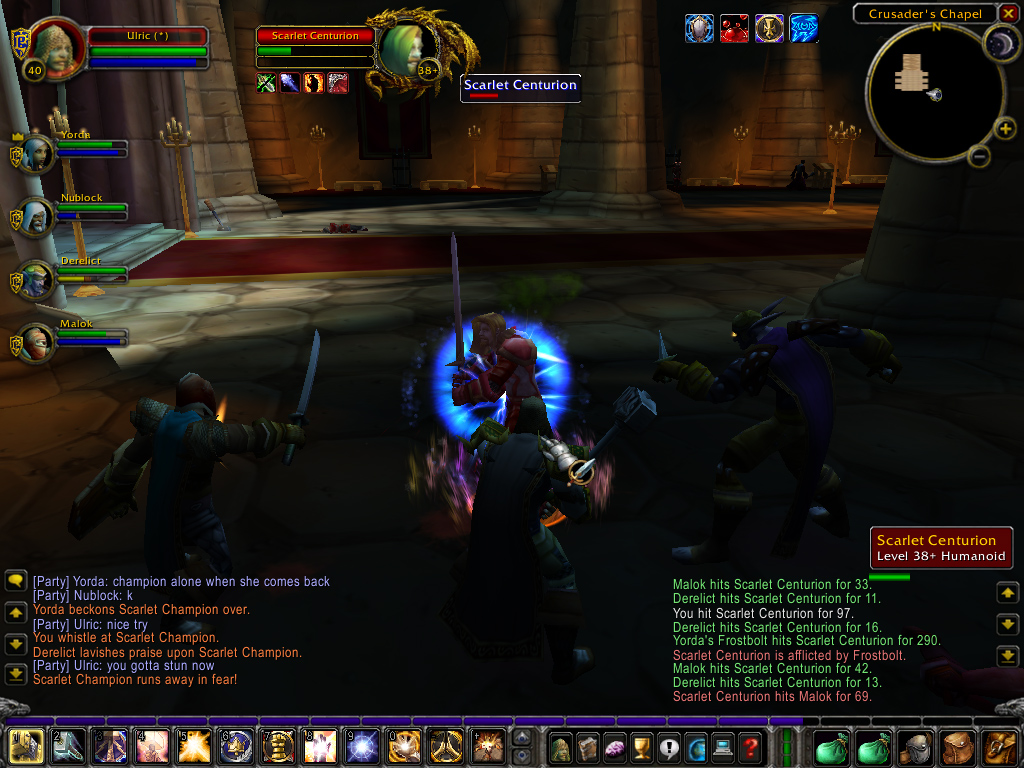 Ulric (*)
40
Scarlet Centurion
38+
Scarlet Centurion
Crusader's Chapel
N
Yorda
Nublock
Derelict
Malok
Scarlet Centurion
Level 38+ Humanoid
[Party] Yorda: champion alone when she comes back
[Party] Nublock: k
Yorda beckons Scarlet Champion over.
[Party] Ulric: nice try
You whistle at Scarlet Champion.
Derelict lavishes praise upon Scarlet Champion.
[Party] Ulric: you gotta stun now
Scarlet Champion runs away in fear!
Malok hits Scarlet Centurion for 33.
Derelict hits Scarlet Centurion for 11.
You hit Scarlet Centurion for 97.
Derelict hits Scarlet Centurion for 16.
Yorda's Frostbolt hits Scarlet Centurion for 290.
Scarlet Centurion is afflicted by Frostbolt.
Malok hits Scarlet Centurion for 42.
Derelict hits Scarlet Centurion for 13.
Scarlet Centurion hits Malok for 69.